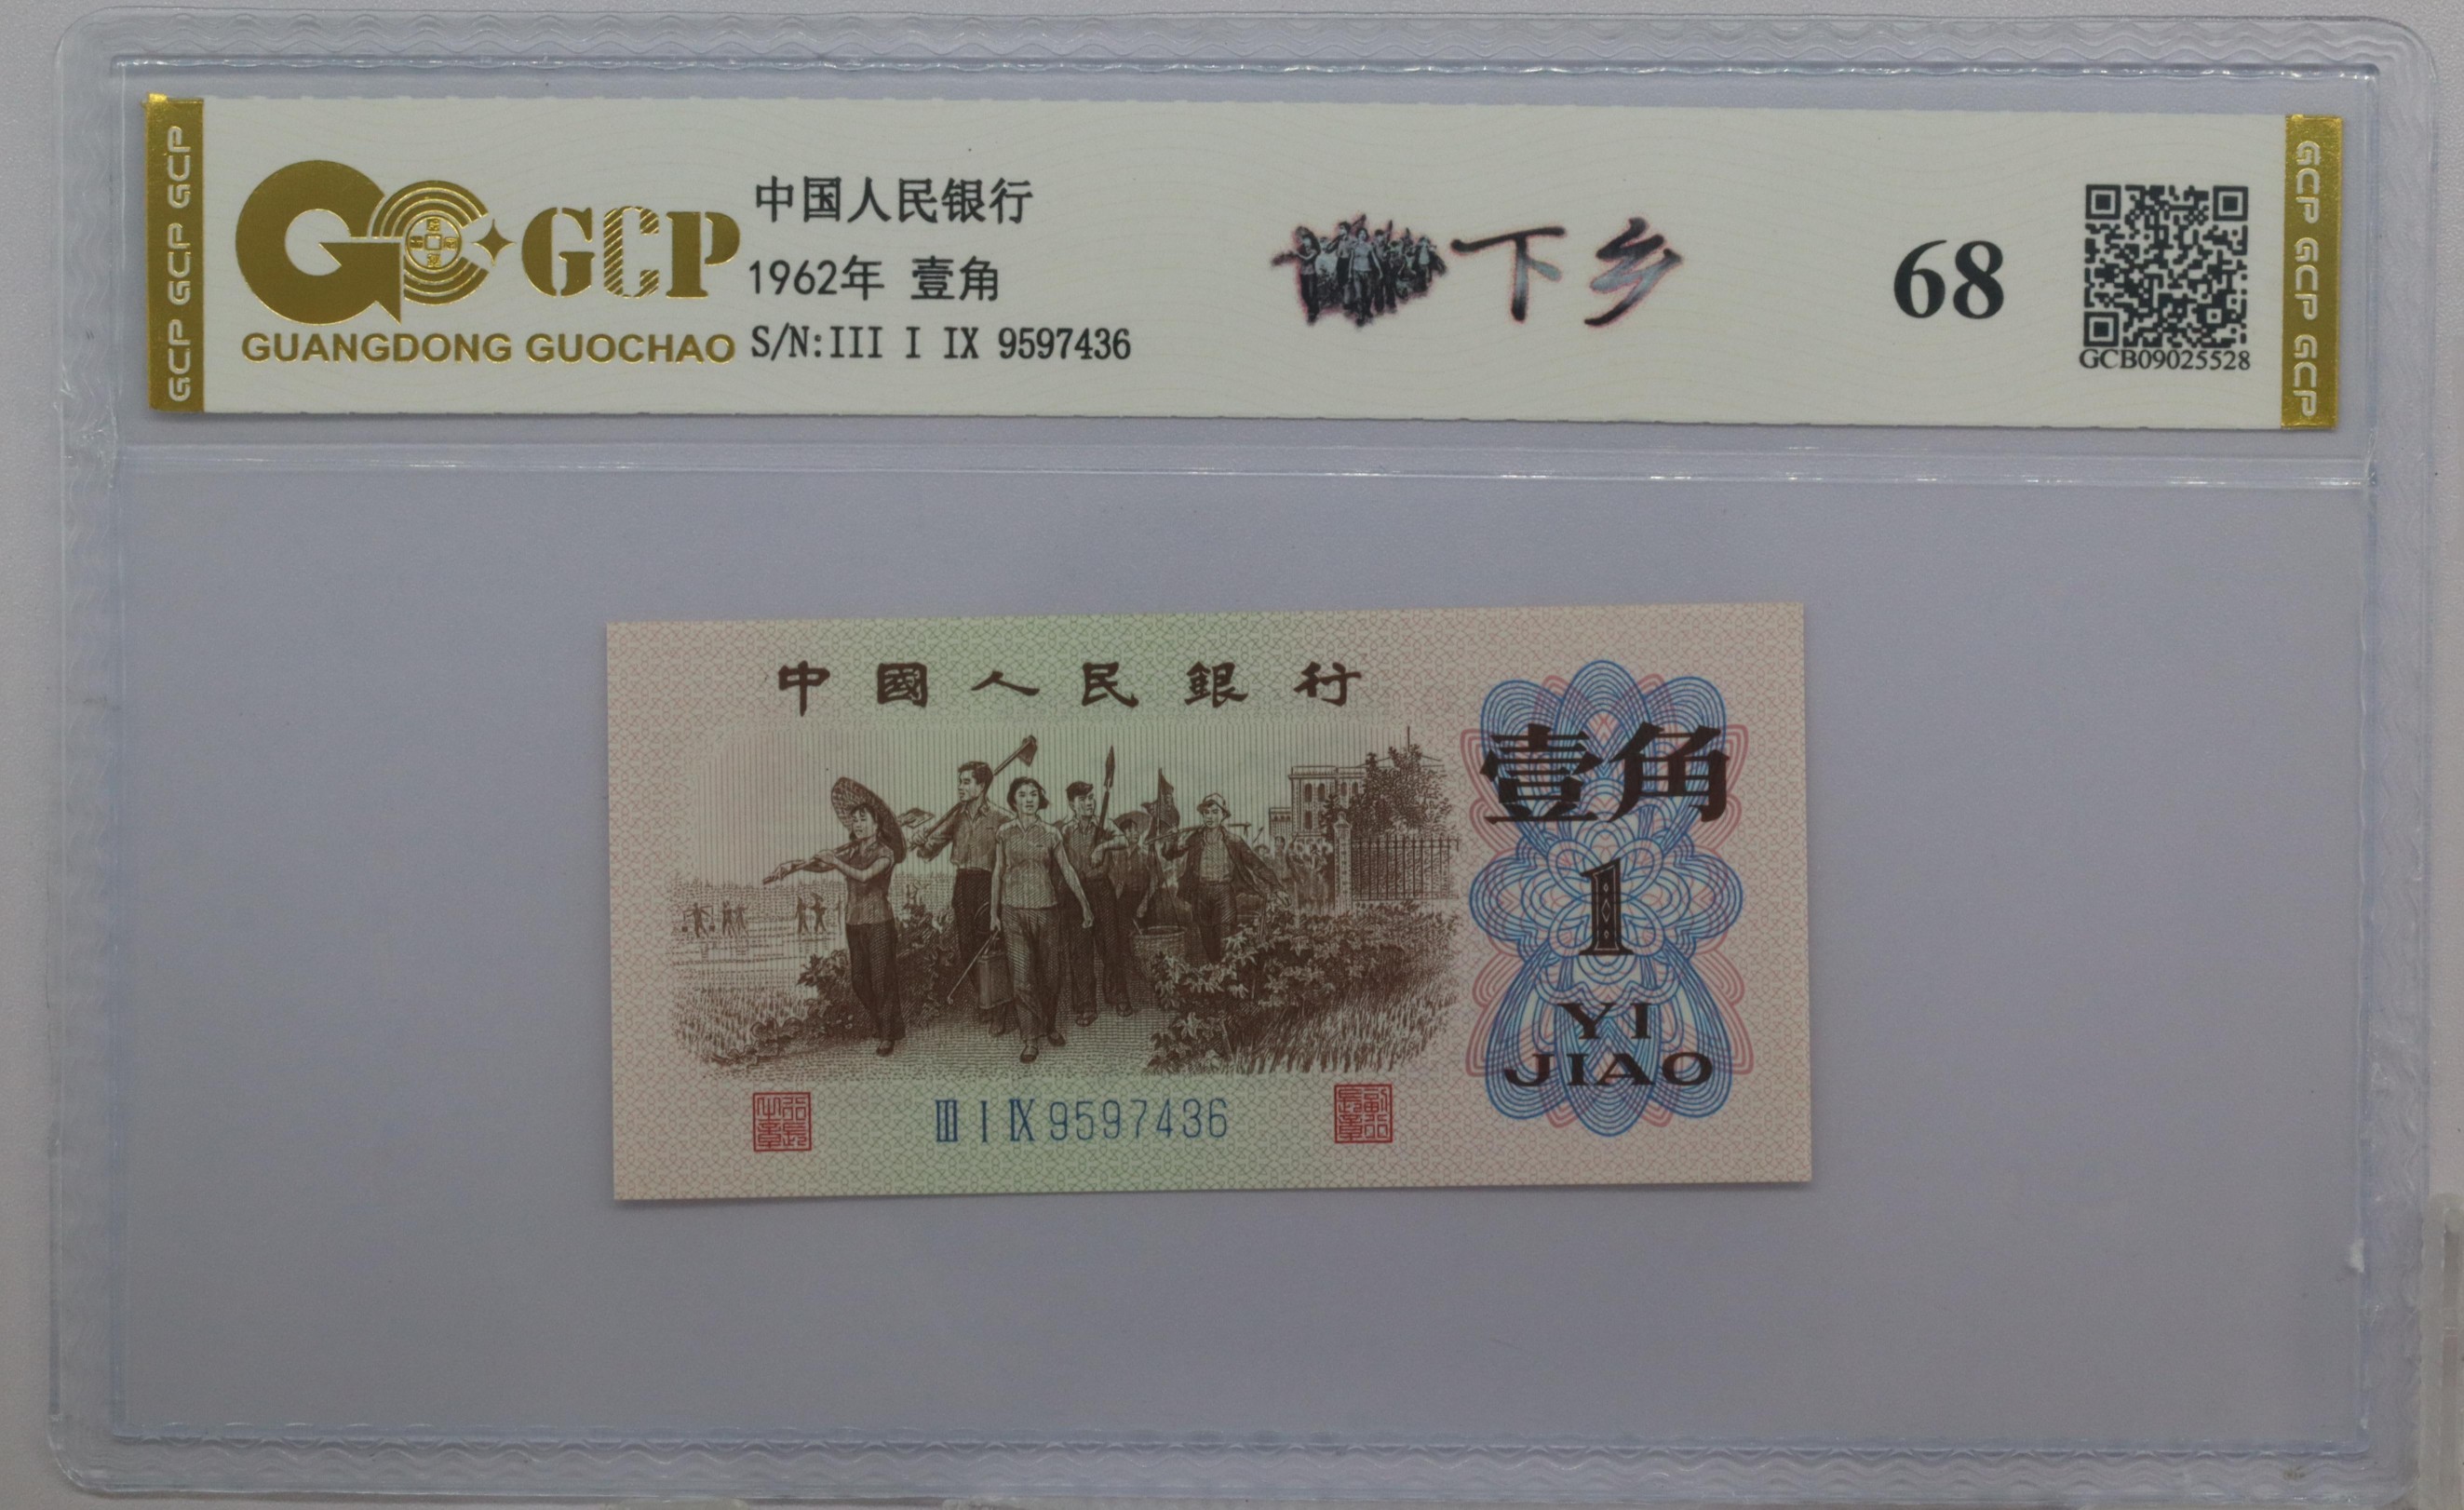 GCP GCP GCP
GCP
GUANGDONG GUOCHAO
中国人民银行
1962年 壹角
S/N:III I IX 9597436
下乡
68
GCB09025528
GCP GCP GCP
中國人民銀行
壹角
1
YI
JIAO
Ⅲ Ⅰ Ⅸ 9597436